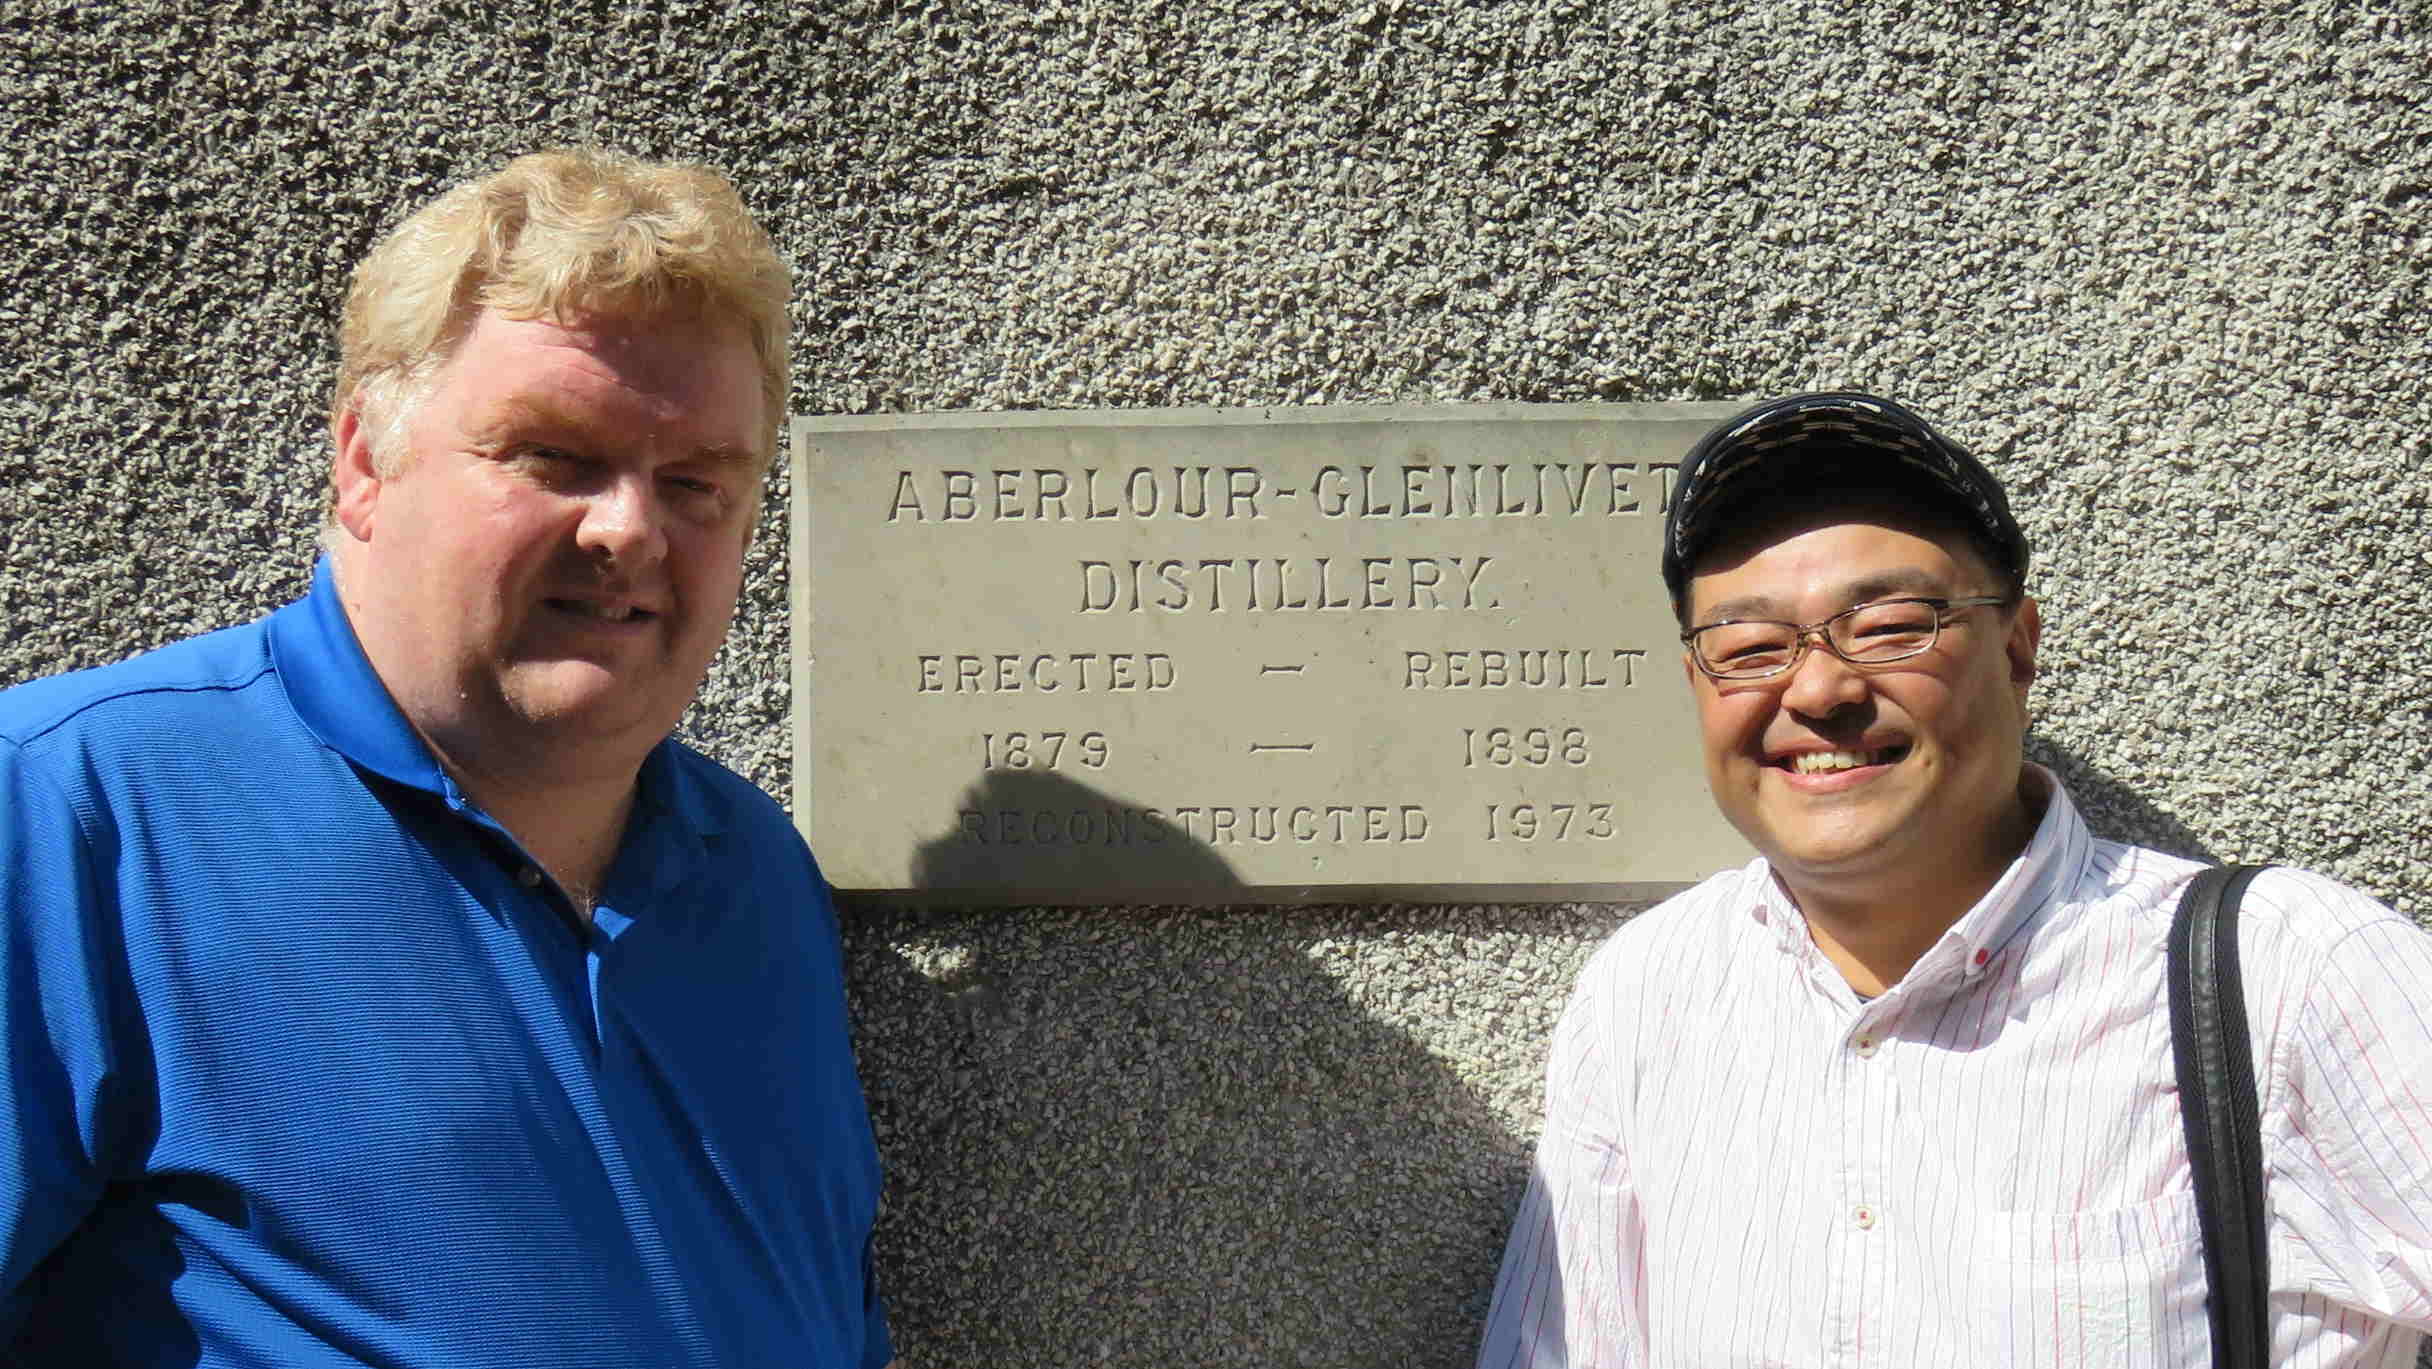 ABERLOUR-GLENLIVET
DISTILLERY.
ERECTED — REBUILT
1879 — 1898
RECONSTRUCTED 1973